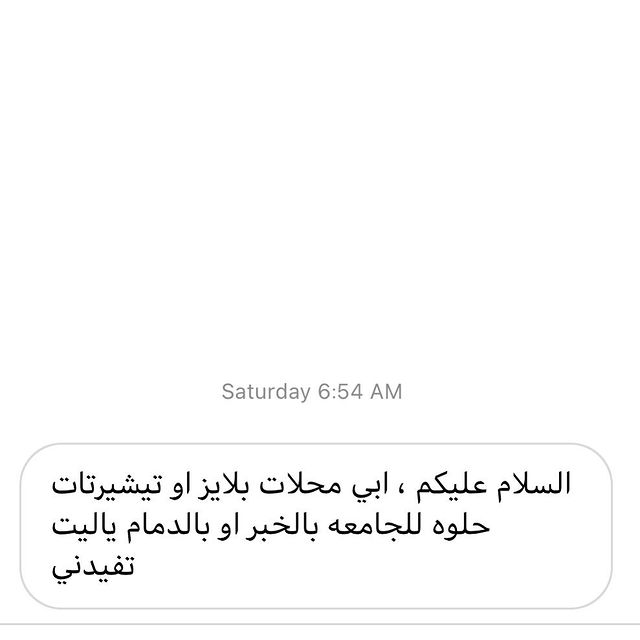 Saturday 6:54 AM
السلام عليكم ، ابي محلات بلايز او تيشيرتات
حلوه للجامعه بالخبر او بالدمام ياليت
تفيدني